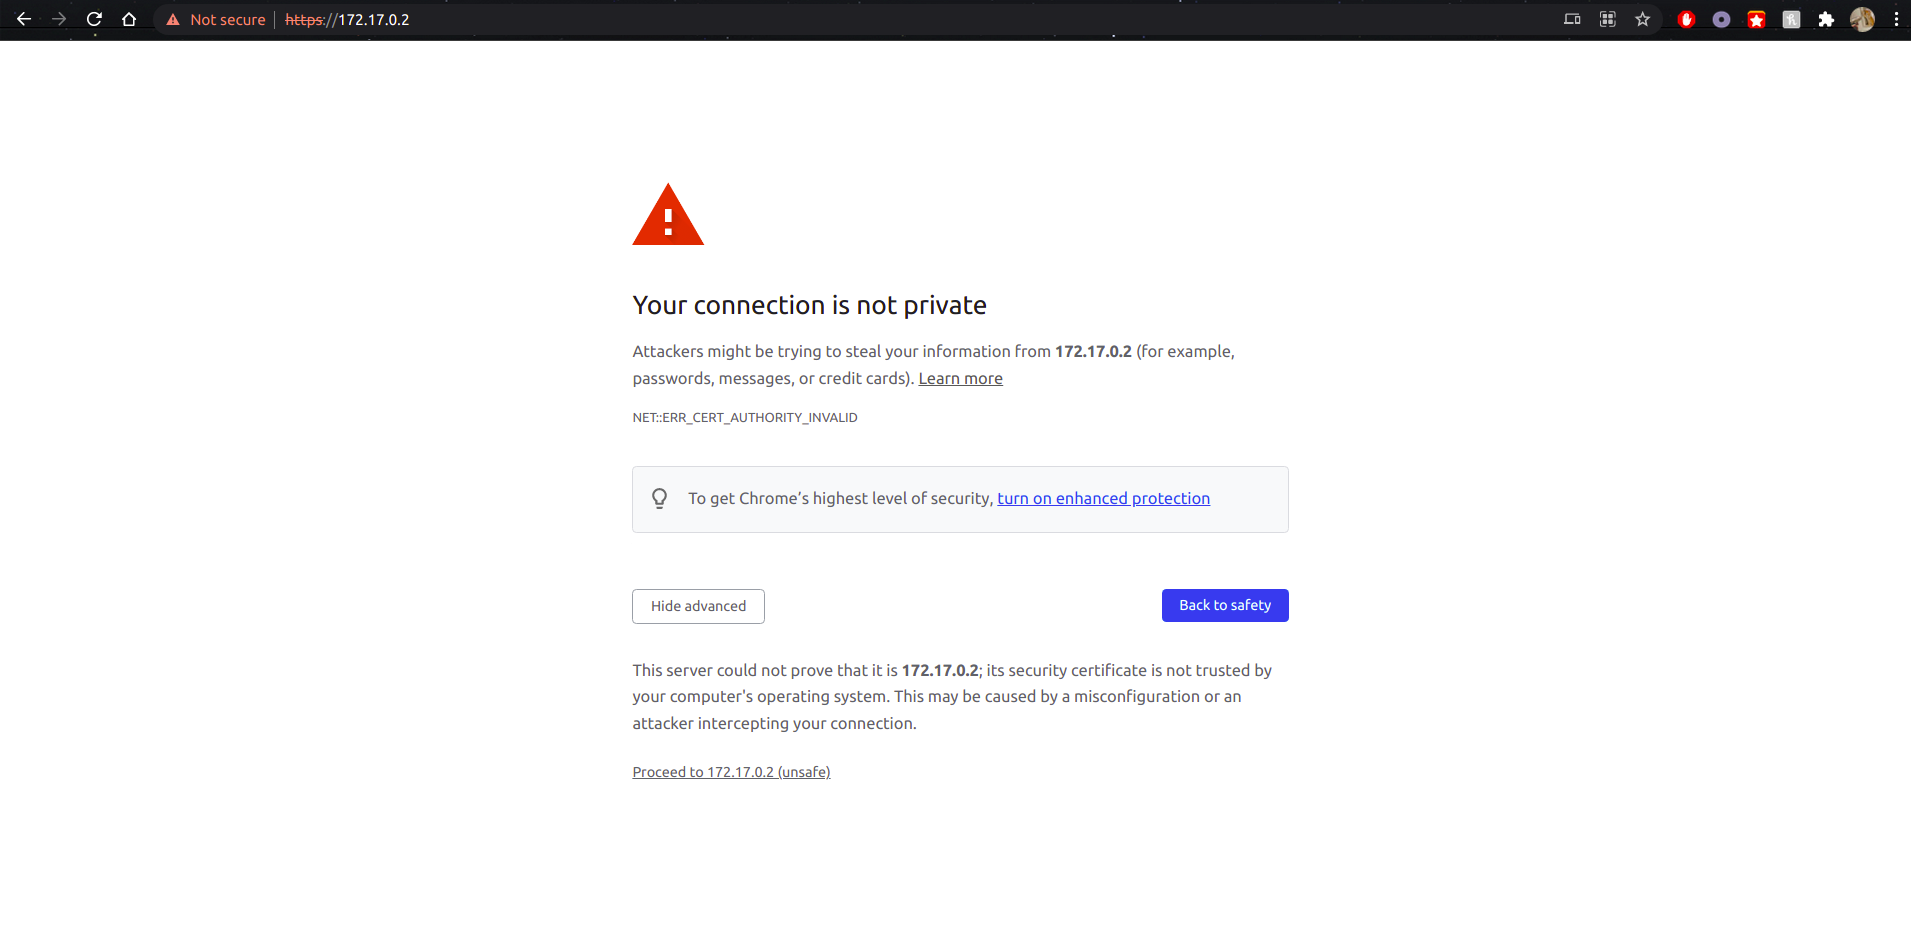 Not secure https://172.17.0.2
Your connection is not private
Attackers might be trying to steal your information from 172.17.0.2 (for example,
passwords, messages, or credit cards). Learn more
NET::ERR_CERT_AUTHORITY_INVALID
To get Chrome’s highest level of security, turn on enhanced protection
Hide advanced
Back to safety
This server could not prove that it is 172.17.0.2; its security certificate is not trusted by
your computer's operating system. This may be caused by a misconfiguration or an
attacker intercepting your connection.
Proceed to 172.17.0.2 (unsafe)